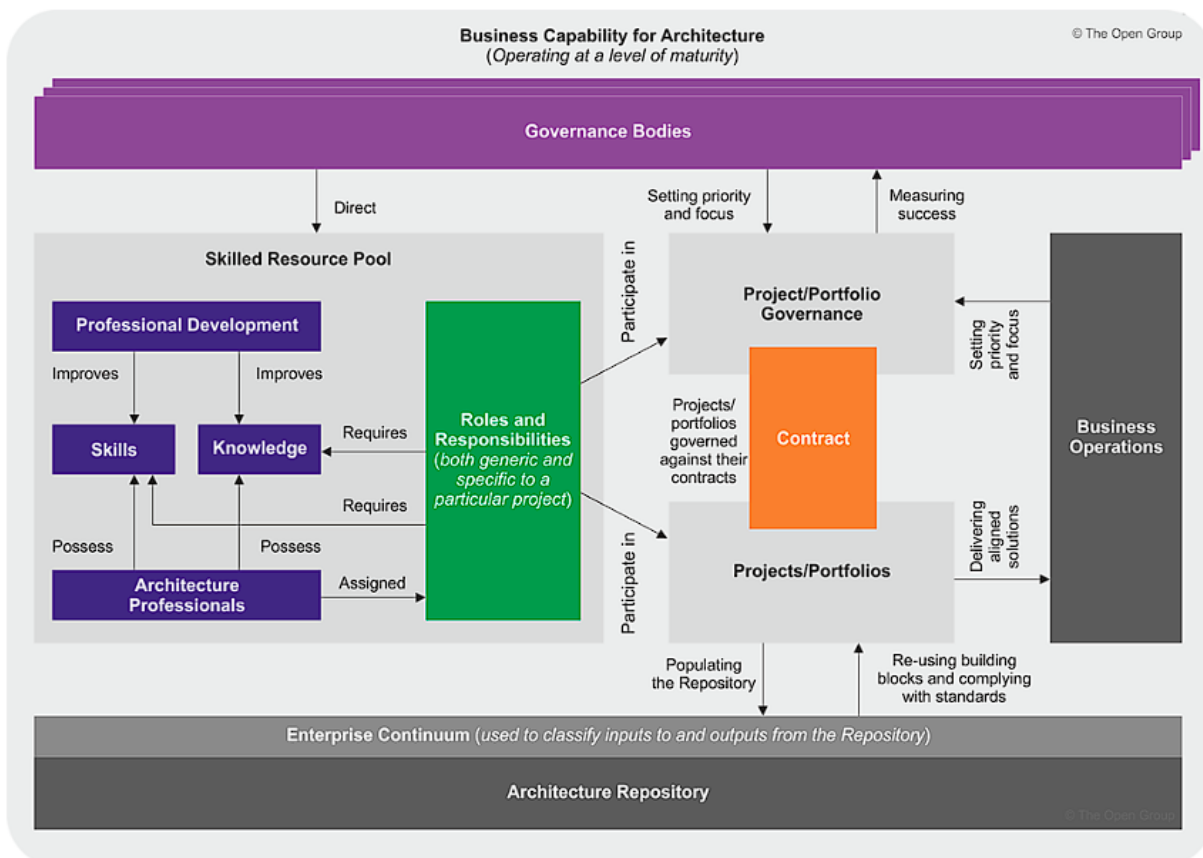 Business Capability for Architecture
(Operating at a level of maturity)
© The Open Group
Governance Bodies
Direct
Setting priority
and focus
Measuring
success
Skilled Resource Pool
Professional Development
Improves
Improves
Skills
Knowledge
Requires
Requires
Possess
Possess
Architecture
Professionals
Assigned
Roles and
Responsibilities
(both generic and
specific to a
particular project)
Participate in
Participate in
Project/Portfolio
Governance
Projects/
portfolios
governed
against their
contracts
Contract
Projects/Portfolios
Setting
priority
and focus
Delivering
aligned
solutions
Business
Operations
Populating
the Repository
Re-using building
blocks and complying
with standards
Enterprise Continuum (used to classify inputs to and outputs from the Repository)
Architecture Repository
© The Open Group